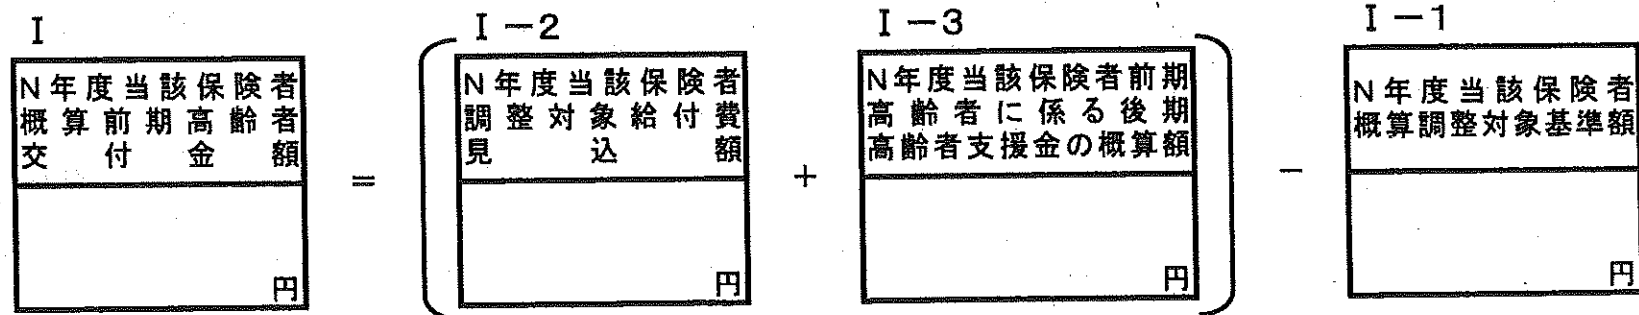 I
N年度当該保険者
概算前期高齢者
交付金額
円
=
(
I-2
N年度当該保険者
調整対象給付費
見込額
円
+
I-3
N年度当該保険者前期
高齢者に係る後期
高齢者支援金の概算額
円
)
-
I-1
N年度当該保険者
概算調整対象基準額
円